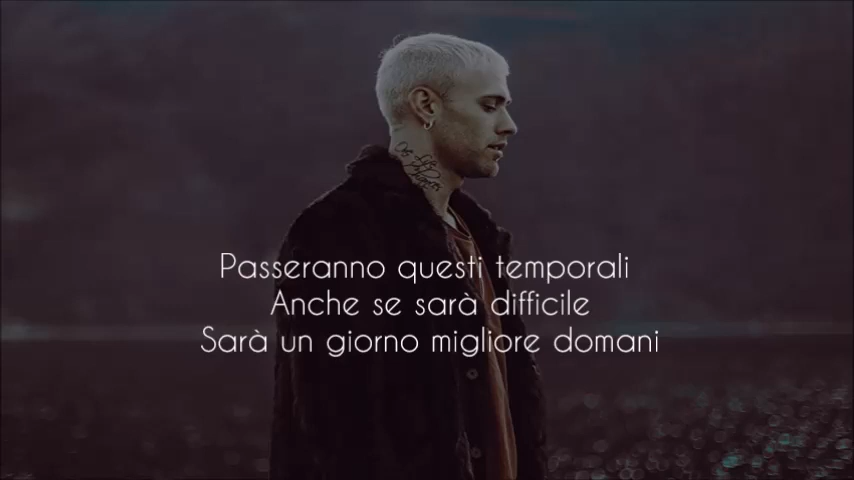 Passeranno questi temporali
Anche se sarà difficile
Sarà un giorno migliore domani